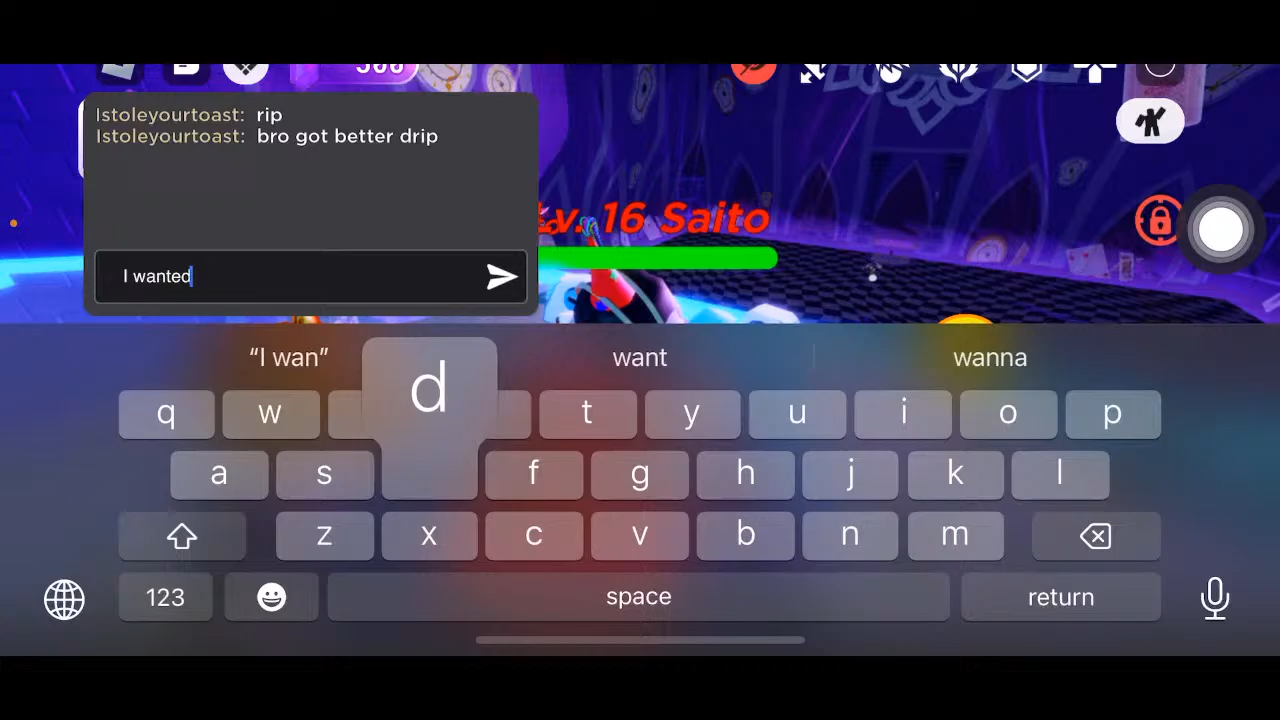 Istoleyourtoast: rip
Istoleyourtoast: bro got better drip
Lv. 16 Saito
I wanted
“I wan” want wanna
d
q w t y u i o p
a s f g h j k l
z x c v b n m
123 space return